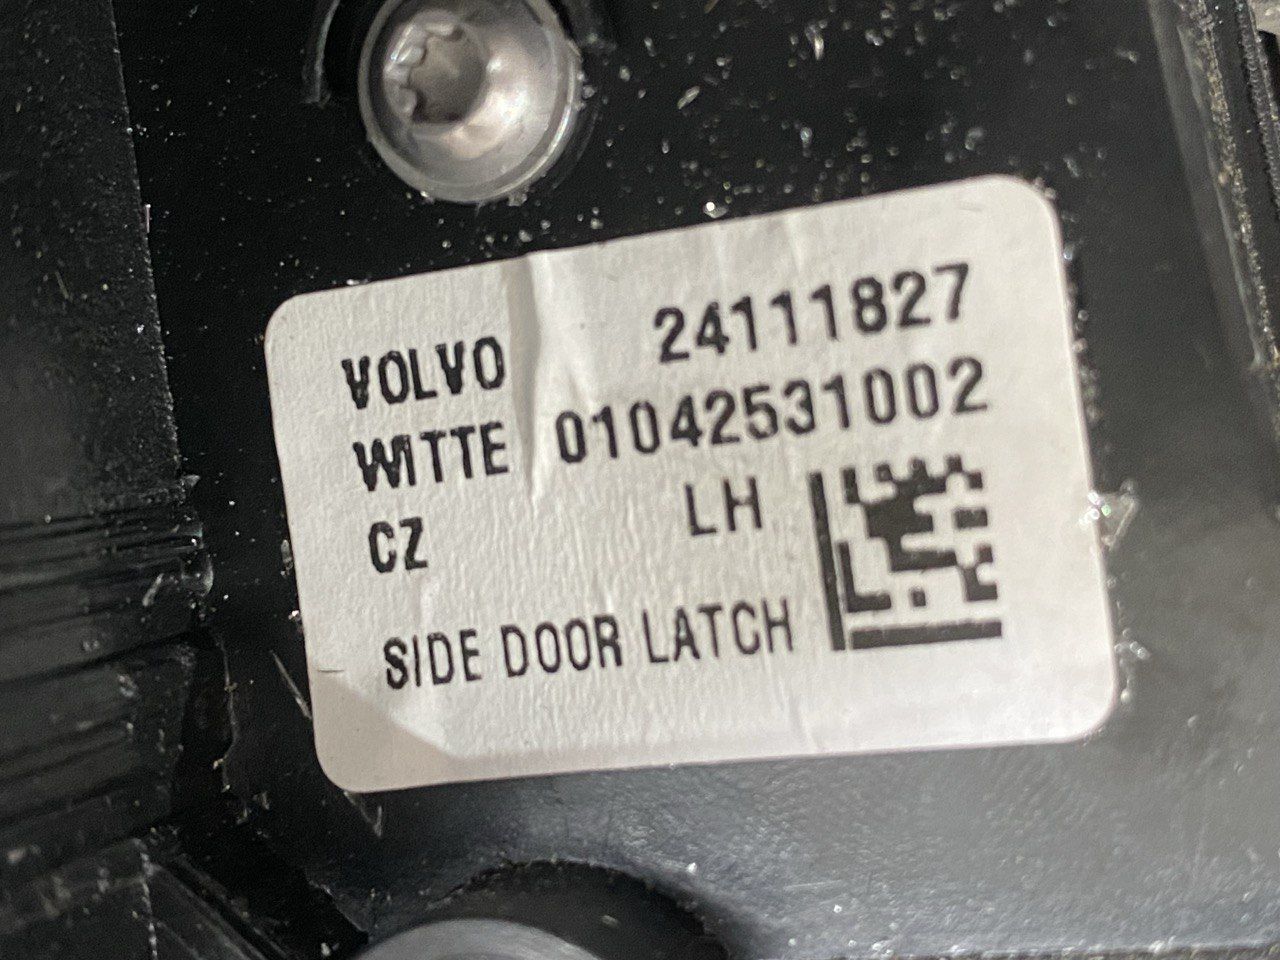 VOLVO 24111827
WITTE 01042531002
CZ LH
SIDE DOOR LATCH